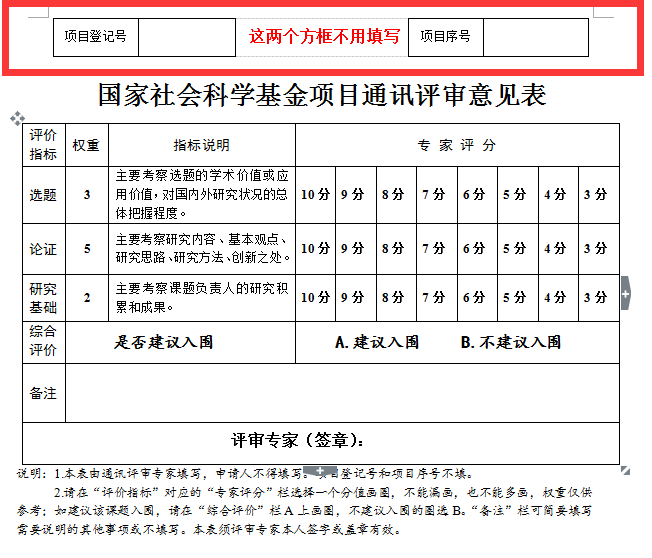 项目登记号 这两个方框不用填写 项目序号
国家社会科学基金项目通讯评审意见表
评价指标 权重 指标说明 专 家 评 分
选题 3 主要考察选题的学术价值或应用价值，对国内外研究状况的总体把握程度。 10分 9分 8分 7分 6分 5分 4分 3分
论证 5 主要考察研究内容、基本观点、研究思路、研究方法、创新之处。 10分 9分 8分 7分 6分 5分 4分 3分
研究基础 2 主要考察课题负责人的研究积累和成果。 10分 9分 8分 7分 6分 5分 4分 3分
综合评价 是否建议入围 A.建议入围 B.不建议入围
备注
评审专家（签章）：
说明：1.本表由通讯评审专家填写，申请人不得填写。项目登记号和项目序号不填。
2.请在“评价指标”对应的“专家评分”栏选择一个分值画圈，不能漏画，也不能多画，权重仅供
参考；如建议该课题入围，请在“综合评价”栏A上画圈，不建议入围的图选B。“备注”栏可简要填写
需要说明的其他事项或不填写。本表须评审专家本人签字或盖章有效。